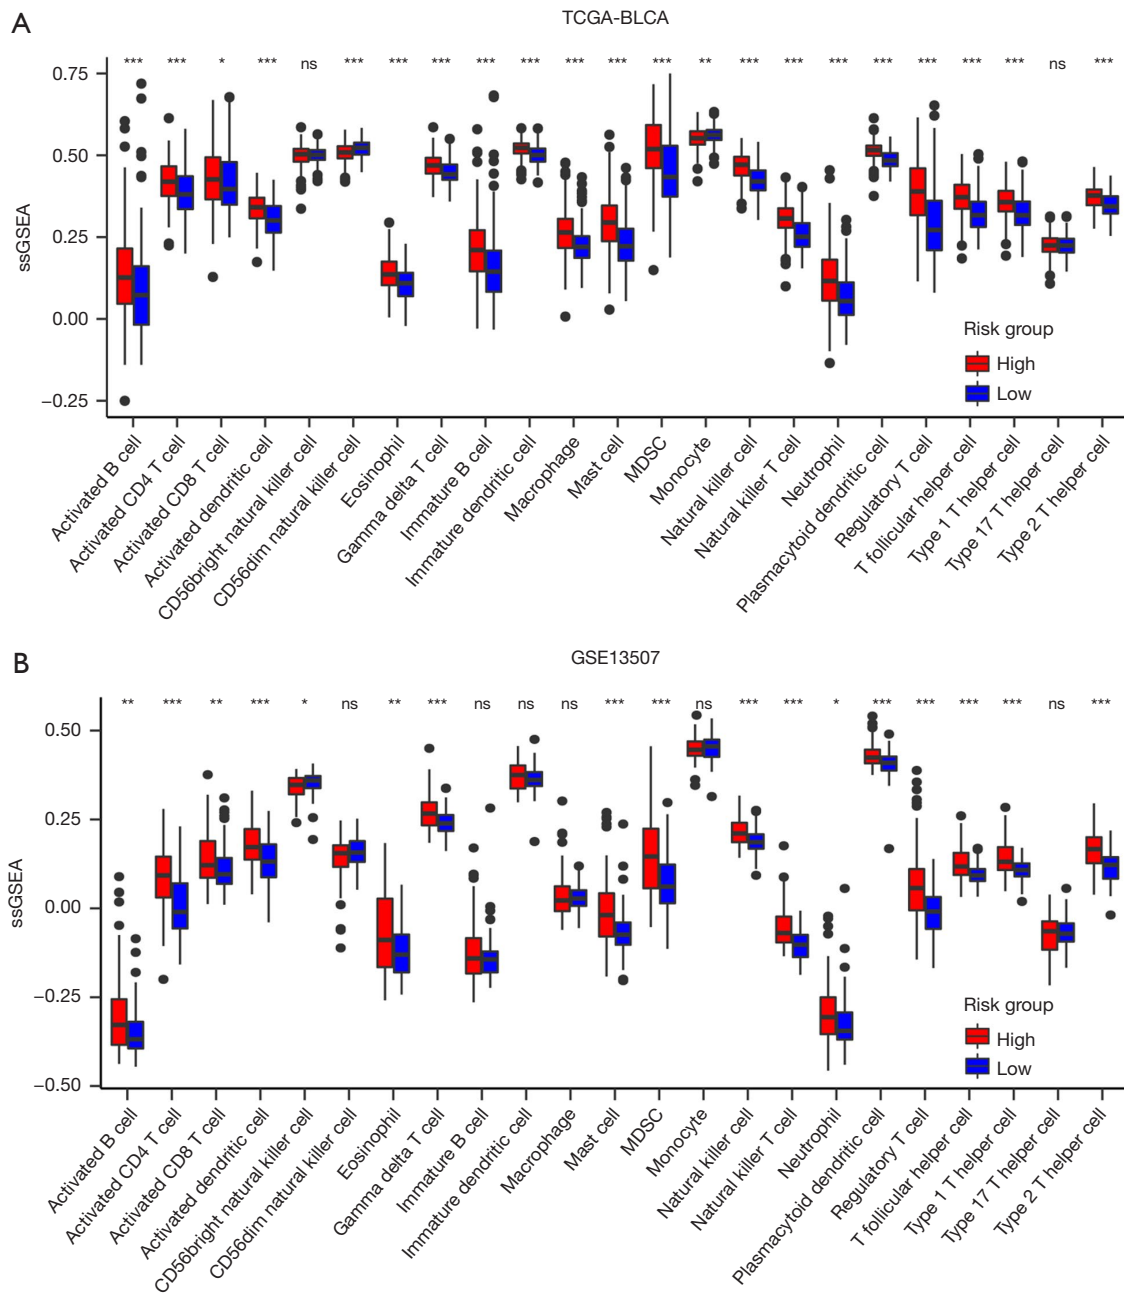 A
TCGA-BLCA
*** *** * *** ns *** *** *** *** *** *** *** *** ** *** *** *** *** *** *** *** ns ***
0.75
0.50
0.25
0.00
−0.25
ssGSEA
Risk group
High
Low
Activated B cell
Activated CD4 T cell
Activated CD8 T cell
Activated dendritic cell
CD56bright natural killer cell
CD56dim natural killer cell
Eosinophil
Gamma delta T cell
Immature B cell
Immature dendritic cell
Macrophage
Mast cell
MDSC
Monocyte
Natural killer cell
Natural killer T cell
Neutrophil
Plasmacytoid dendritic cell
Regulatory T cell
T follicular helper cell
Type 1 T helper cell
Type 17 T helper cell
Type 2 T helper cell
B
GSE13507
** *** ** *** * ns ** *** ns ns ns *** *** ns *** *** * *** *** *** *** ns ***
0.50
0.25
0.00
−0.25
−0.50
ssGSEA
Risk group
High
Low
Activated B cell
Activated CD4 T cell
Activated CD8 T cell
Activated dendritic cell
CD56bright natural killer cell
CD56dim natural killer cell
Eosinophil
Gamma delta T cell
Immature B cell
Immature dendritic cell
Macrophage
Mast cell
MDSC
Monocyte
Natural killer cell
Natural killer T cell
Neutrophil
Plasmacytoid dendritic cell
Regulatory T cell
T follicular helper cell
Type 1 T helper cell
Type 17 T helper cell
Type 2 T helper cell